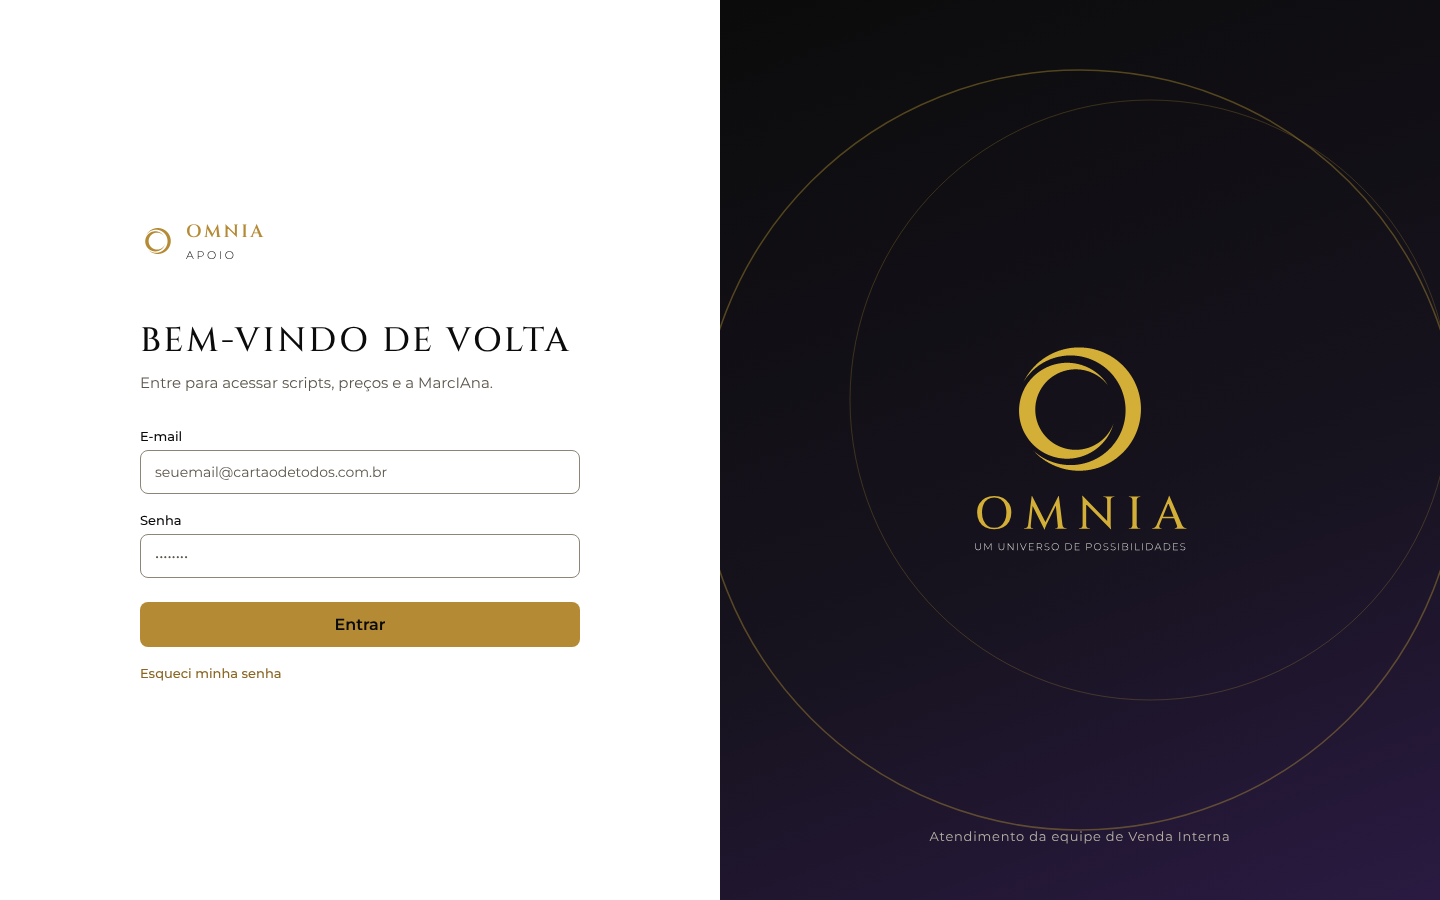 OMNIA
APOIO
BEM-VINDO DE VOLTA
Entre para acessar scripts, preços e a MarcIAna.
E-mail
seuemail@cartaodetodos.com.br
Senha
········
Entrar
Esqueci minha senha
OMNIA
UM UNIVERSO DE POSSIBILIDADES
Atendimento da equipe de Venda Interna